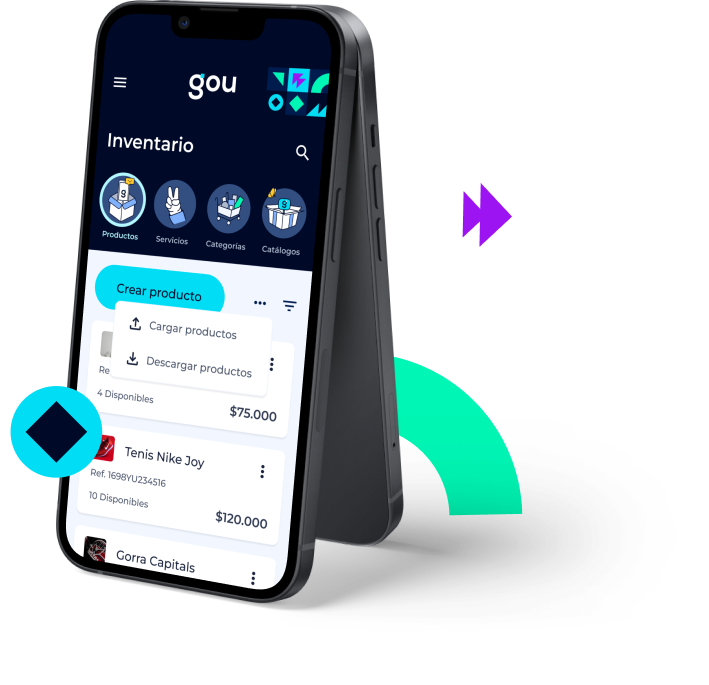 gou
Inventario
Productos
Servicios
Categorías
Catálogos
Crear producto
Cargar productos
Descargar productos
Re
4 Disponibles
$75.000
Tenis Nike Joy
Ref. 1698YU234516
10 Disponibles
$120.000
Gorra Capitals